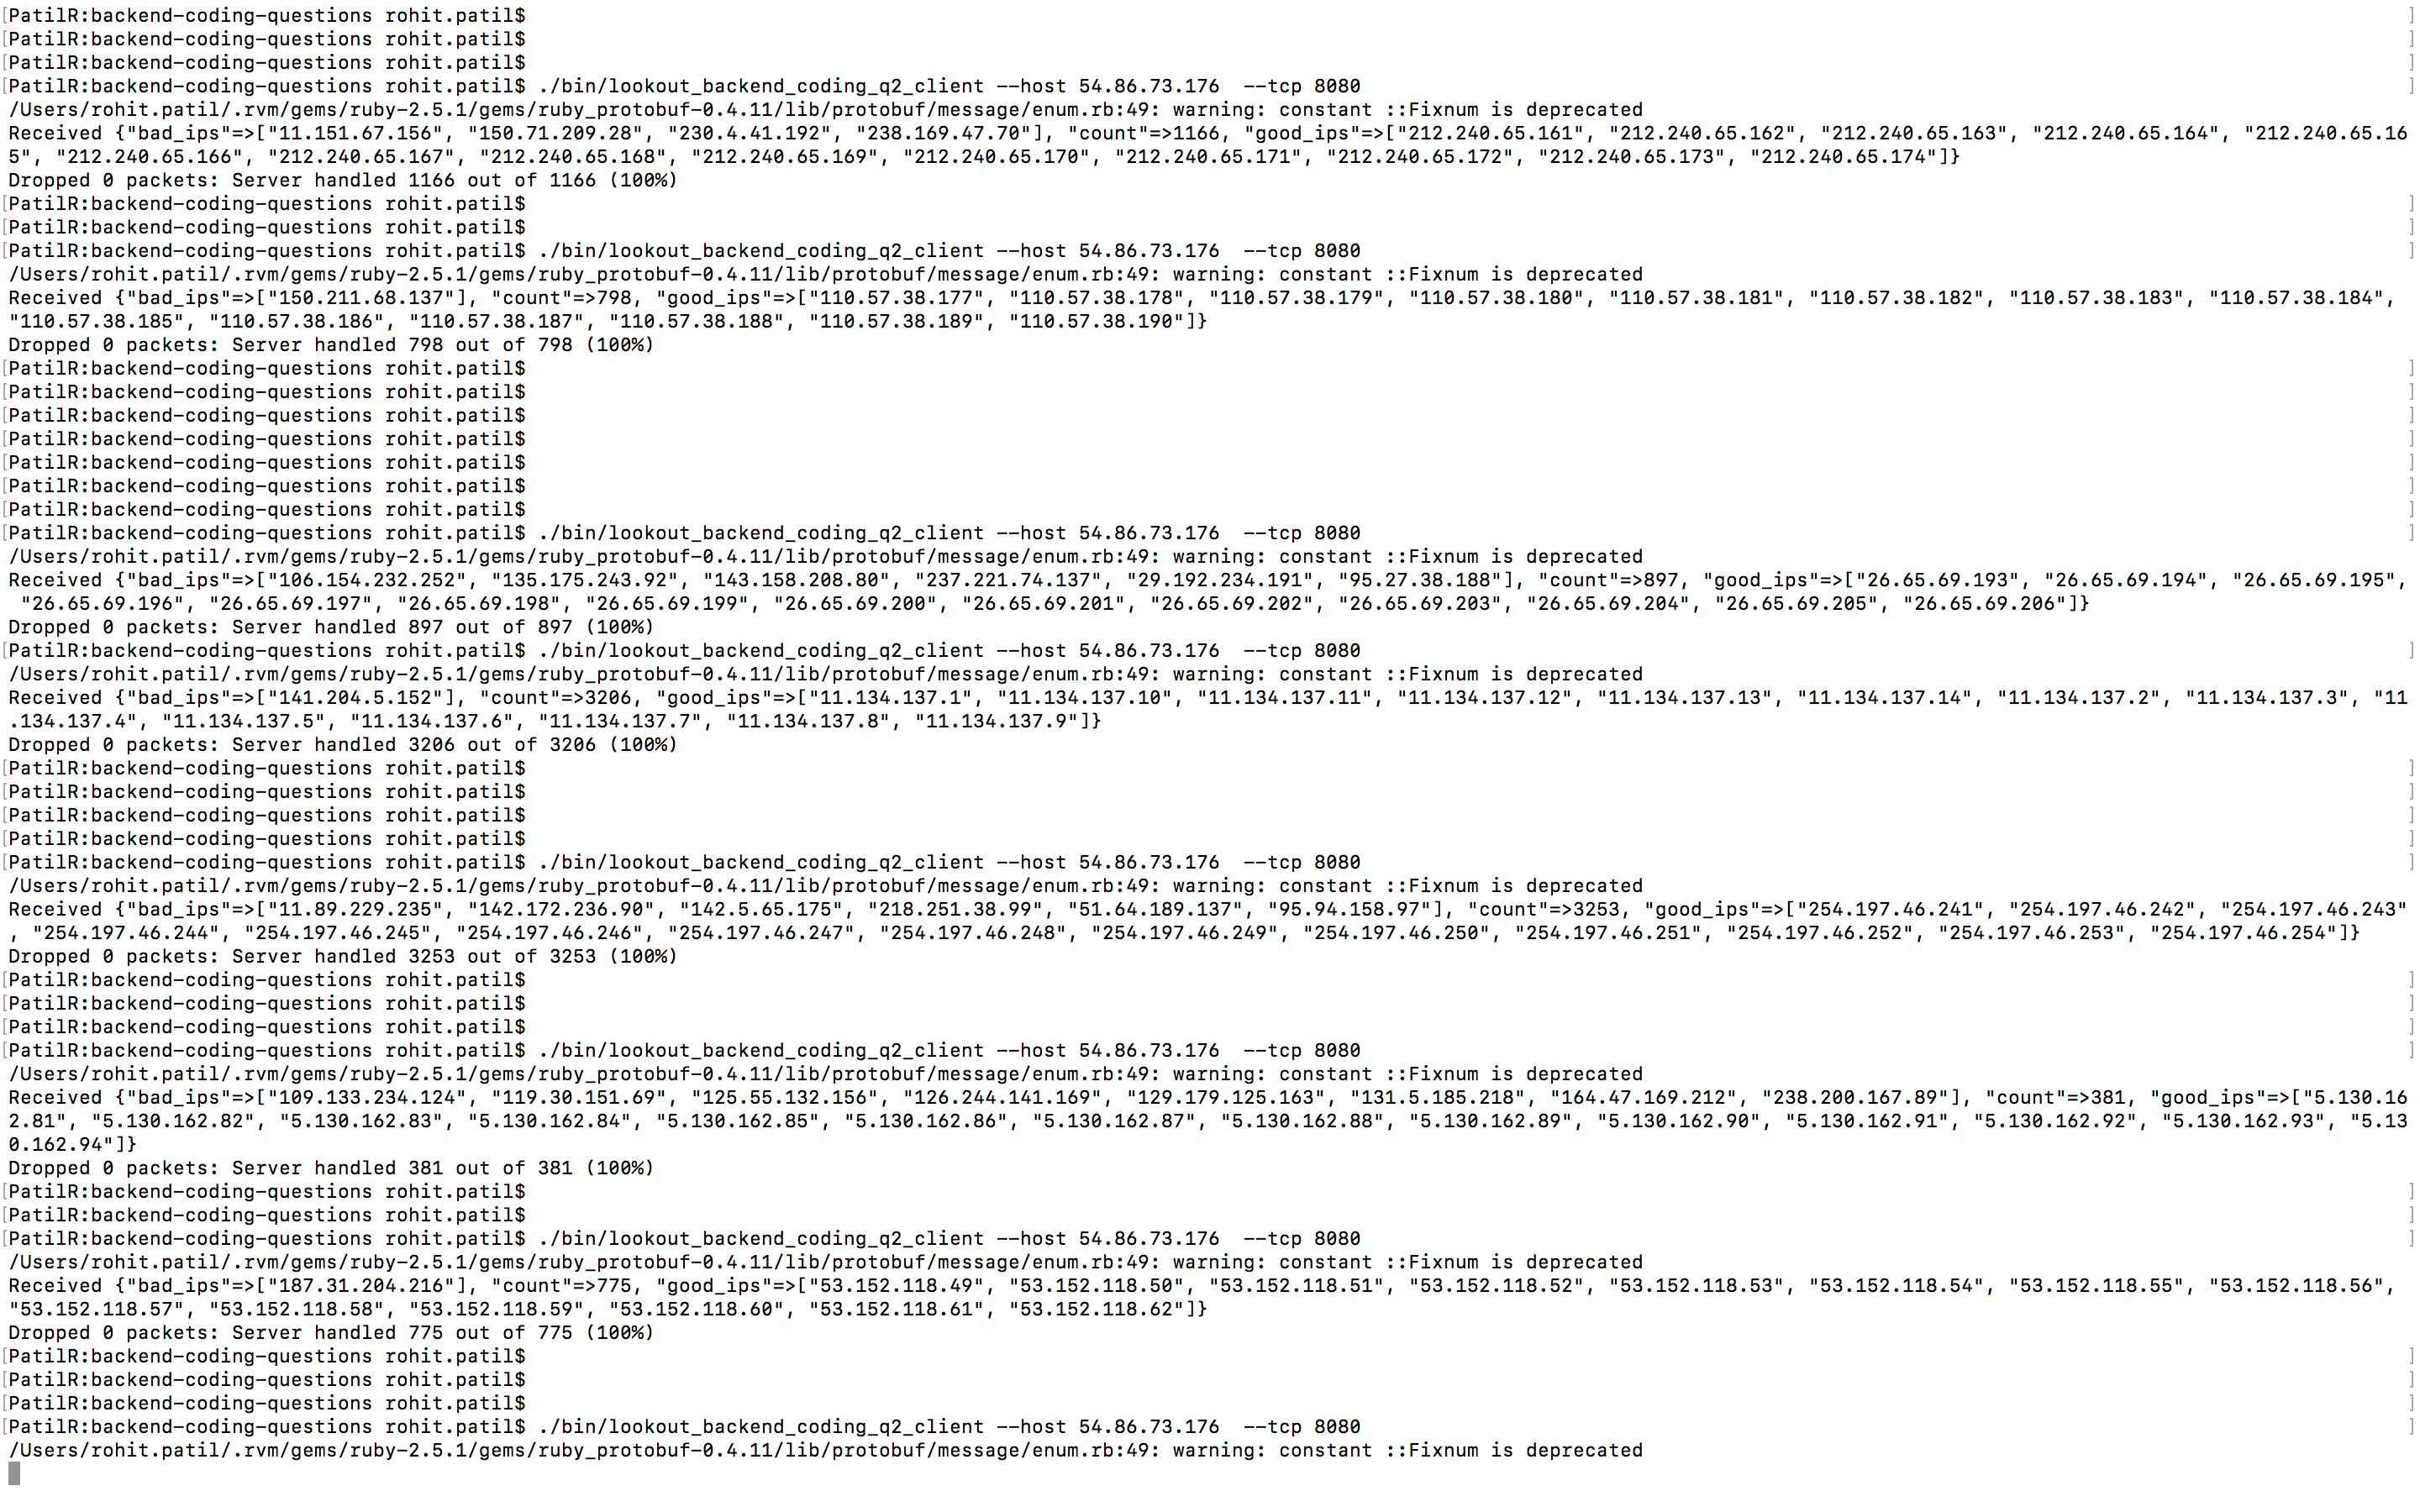 [PatilR:backend-coding-questions rohit.patil$ ]
[PatilR:backend-coding-questions rohit.patil$ ]
[PatilR:backend-coding-questions rohit.patil$ ]
[PatilR:backend-coding-questions rohit.patil$ ./bin/lookout_backend_coding_q2_client --host 54.86.73.176  --tcp 8080 ]
/Users/rohit.patil/.rvm/gems/ruby-2.5.1/gems/ruby_protobuf-0.4.11/lib/protobuf/message/enum.rb:49: warning: constant ::Fixnum is deprecated
Received {"bad_ips"=>["11.151.67.156", "150.71.209.28", "230.4.41.192", "238.169.47.70"], "count"=>1166, "good_ips"=>["212.240.65.161", "212.240.65.162", "212.240.65.163", "212.240.65.164", "212.240.65.16
5", "212.240.65.166", "212.240.65.167", "212.240.65.168", "212.240.65.169", "212.240.65.170", "212.240.65.171", "212.240.65.172", "212.240.65.173", "212.240.65.174"]}
Dropped 0 packets: Server handled 1166 out of 1166 (100%)
[PatilR:backend-coding-questions rohit.patil$ ]
[PatilR:backend-coding-questions rohit.patil$ ]
[PatilR:backend-coding-questions rohit.patil$ ./bin/lookout_backend_coding_q2_client --host 54.86.73.176  --tcp 8080 ]
/Users/rohit.patil/.rvm/gems/ruby-2.5.1/gems/ruby_protobuf-0.4.11/lib/protobuf/message/enum.rb:49: warning: constant ::Fixnum is deprecated
Received {"bad_ips"=>["150.211.68.137"], "count"=>798, "good_ips"=>["110.57.38.177", "110.57.38.178", "110.57.38.179", "110.57.38.180", "110.57.38.181", "110.57.38.182", "110.57.38.183", "110.57.38.184",
"110.57.38.185", "110.57.38.186", "110.57.38.187", "110.57.38.188", "110.57.38.189", "110.57.38.190"]}
Dropped 0 packets: Server handled 798 out of 798 (100%)
[PatilR:backend-coding-questions rohit.patil$ ]
[PatilR:backend-coding-questions rohit.patil$ ]
[PatilR:backend-coding-questions rohit.patil$ ]
[PatilR:backend-coding-questions rohit.patil$ ]
[PatilR:backend-coding-questions rohit.patil$ ]
[PatilR:backend-coding-questions rohit.patil$ ]
[PatilR:backend-coding-questions rohit.patil$ ]
[PatilR:backend-coding-questions rohit.patil$ ./bin/lookout_backend_coding_q2_client --host 54.86.73.176  --tcp 8080 ]
/Users/rohit.patil/.rvm/gems/ruby-2.5.1/gems/ruby_protobuf-0.4.11/lib/protobuf/message/enum.rb:49: warning: constant ::Fixnum is deprecated
Received {"bad_ips"=>["106.154.232.252", "135.175.243.92", "143.158.208.80", "237.221.74.137", "29.192.234.191", "95.27.38.188"], "count"=>897, "good_ips"=>["26.65.69.193", "26.65.69.194", "26.65.69.195",
 "26.65.69.196", "26.65.69.197", "26.65.69.198", "26.65.69.199", "26.65.69.200", "26.65.69.201", "26.65.69.202", "26.65.69.203", "26.65.69.204", "26.65.69.205", "26.65.69.206"]}
Dropped 0 packets: Server handled 897 out of 897 (100%)
[PatilR:backend-coding-questions rohit.patil$ ./bin/lookout_backend_coding_q2_client --host 54.86.73.176  --tcp 8080 ]
/Users/rohit.patil/.rvm/gems/ruby-2.5.1/gems/ruby_protobuf-0.4.11/lib/protobuf/message/enum.rb:49: warning: constant ::Fixnum is deprecated
Received {"bad_ips"=>["141.204.5.152"], "count"=>3206, "good_ips"=>["11.134.137.1", "11.134.137.10", "11.134.137.11", "11.134.137.12", "11.134.137.13", "11.134.137.14", "11.134.137.2", "11.134.137.3", "11
.134.137.4", "11.134.137.5", "11.134.137.6", "11.134.137.7", "11.134.137.8", "11.134.137.9"]}
Dropped 0 packets: Server handled 3206 out of 3206 (100%)
[PatilR:backend-coding-questions rohit.patil$ ]
[PatilR:backend-coding-questions rohit.patil$ ]
[PatilR:backend-coding-questions rohit.patil$ ]
[PatilR:backend-coding-questions rohit.patil$ ]
[PatilR:backend-coding-questions rohit.patil$ ./bin/lookout_backend_coding_q2_client --host 54.86.73.176  --tcp 8080 ]
/Users/rohit.patil/.rvm/gems/ruby-2.5.1/gems/ruby_protobuf-0.4.11/lib/protobuf/message/enum.rb:49: warning: constant ::Fixnum is deprecated
Received {"bad_ips"=>["11.89.229.235", "142.172.236.90", "142.5.65.175", "218.251.38.99", "51.64.189.137", "95.94.158.97"], "count"=>3253, "good_ips"=>["254.197.46.241", "254.197.46.242", "254.197.46.243"
, "254.197.46.244", "254.197.46.245", "254.197.46.246", "254.197.46.247", "254.197.46.248", "254.197.46.249", "254.197.46.250", "254.197.46.251", "254.197.46.252", "254.197.46.253", "254.197.46.254"]}
Dropped 0 packets: Server handled 3253 out of 3253 (100%)
[PatilR:backend-coding-questions rohit.patil$ ]
[PatilR:backend-coding-questions rohit.patil$ ]
[PatilR:backend-coding-questions rohit.patil$ ]
[PatilR:backend-coding-questions rohit.patil$ ./bin/lookout_backend_coding_q2_client --host 54.86.73.176  --tcp 8080 ]
/Users/rohit.patil/.rvm/gems/ruby-2.5.1/gems/ruby_protobuf-0.4.11/lib/protobuf/message/enum.rb:49: warning: constant ::Fixnum is deprecated
Received {"bad_ips"=>["109.133.234.124", "119.30.151.69", "125.55.132.156", "126.244.141.169", "129.179.125.163", "131.5.185.218", "164.47.169.212", "238.200.167.89"], "count"=>381, "good_ips"=>["5.130.16
2.81", "5.130.162.82", "5.130.162.83", "5.130.162.84", "5.130.162.85", "5.130.162.86", "5.130.162.87", "5.130.162.88", "5.130.162.89", "5.130.162.90", "5.130.162.91", "5.130.162.92", "5.130.162.93", "5.13
0.162.94"]}
Dropped 0 packets: Server handled 381 out of 381 (100%)
[PatilR:backend-coding-questions rohit.patil$ ]
[PatilR:backend-coding-questions rohit.patil$ ]
[PatilR:backend-coding-questions rohit.patil$ ./bin/lookout_backend_coding_q2_client --host 54.86.73.176  --tcp 8080 ]
/Users/rohit.patil/.rvm/gems/ruby-2.5.1/gems/ruby_protobuf-0.4.11/lib/protobuf/message/enum.rb:49: warning: constant ::Fixnum is deprecated
Received {"bad_ips"=>["187.31.204.216"], "count"=>775, "good_ips"=>["53.152.118.49", "53.152.118.50", "53.152.118.51", "53.152.118.52", "53.152.118.53", "53.152.118.54", "53.152.118.55", "53.152.118.56",
"53.152.118.57", "53.152.118.58", "53.152.118.59", "53.152.118.60", "53.152.118.61", "53.152.118.62"]}
Dropped 0 packets: Server handled 775 out of 775 (100%)
[PatilR:backend-coding-questions rohit.patil$ ]
[PatilR:backend-coding-questions rohit.patil$ ]
[PatilR:backend-coding-questions rohit.patil$ ]
[PatilR:backend-coding-questions rohit.patil$ ./bin/lookout_backend_coding_q2_client --host 54.86.73.176  --tcp 8080 ]
/Users/rohit.patil/.rvm/gems/ruby-2.5.1/gems/ruby_protobuf-0.4.11/lib/protobuf/message/enum.rb:49: warning: constant ::Fixnum is deprecated